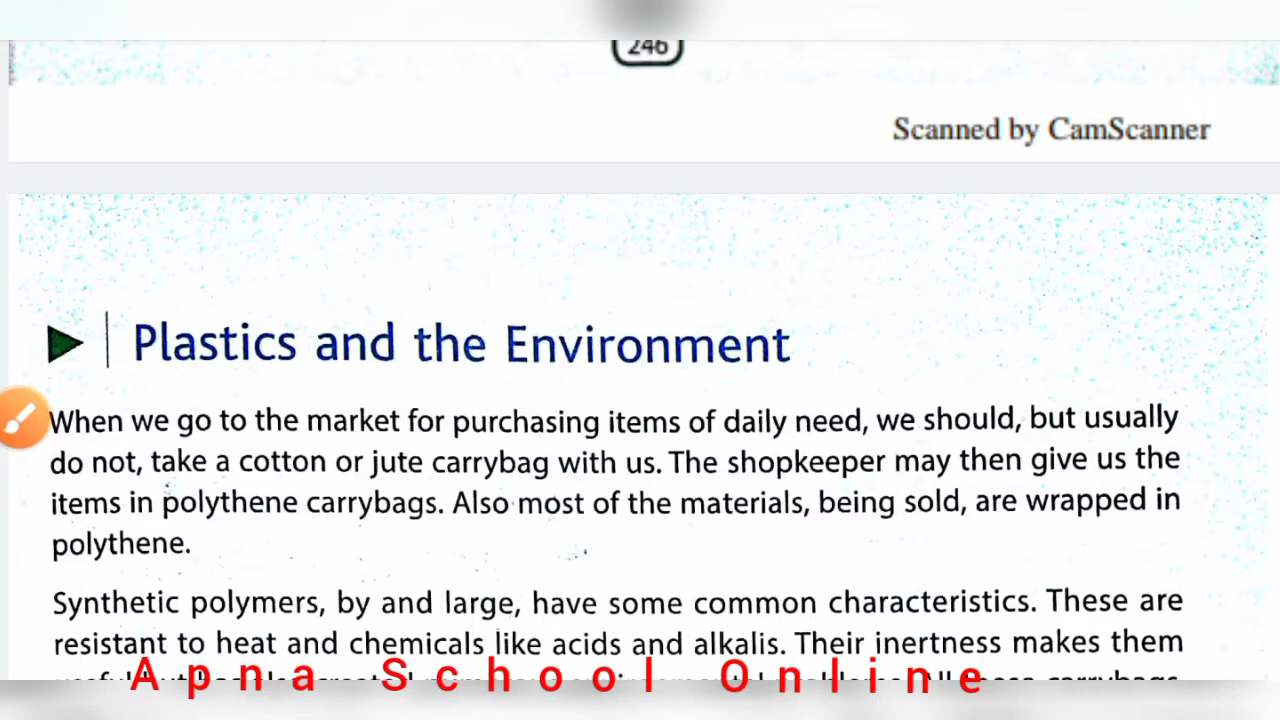 246
Scanned by CamScanner
Plastics and the Environment
When we go to the market for purchasing items of daily need, we should, but usually
do not, take a cotton or jute carrybag with us. The shopkeeper may then give us the
items in polythene carrybags. Also most of the materials, being sold, are wrapped in
polythene.
Synthetic polymers, by and large, have some common characteristics. These are
resistant to heat and chemicals like acids and alkalis. Their inertness makes them
Apna School Online